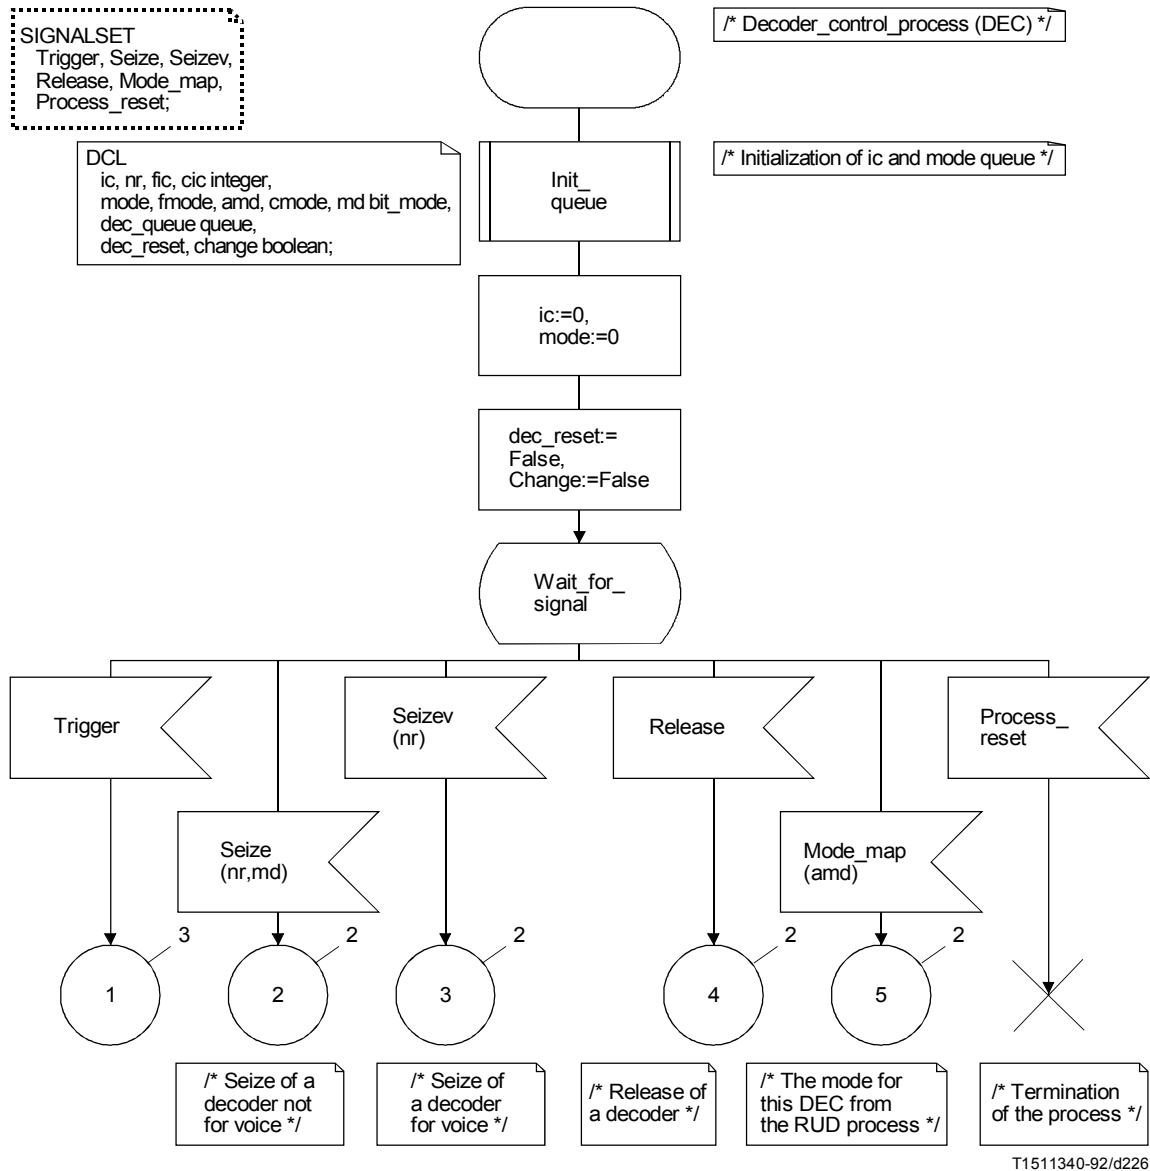 SIGNALSET
Trigger, Seize, Seizev,
Release, Mode_map,
Process_reset;
/* Decoder_control_process (DEC) */
DCL
ic, nr, fic, cic integer,
mode, fmode, amd, cmode, md bit_mode,
dec_queue queue,
dec_reset, change boolean;
Init_
queue
/* Initialization of ic and mode queue */
ic:=0,
mode:=0
dec_reset:=
False,
Change:=False
Wait_for_
signal
Trigger
Seizev
(nr)
Release
Process_
reset
Seize
(nr,md)
Mode_map
(amd)
3
2
2
2
2
1
2
3
4
5
/* Seize of a
decoder not
for voice */
/* Seize of
a decoder
for voice */
/* Release of
a decoder */
/* The mode for
this DEC from
the RUD process */
/* Termination
of the process */
T1511340-92/d226